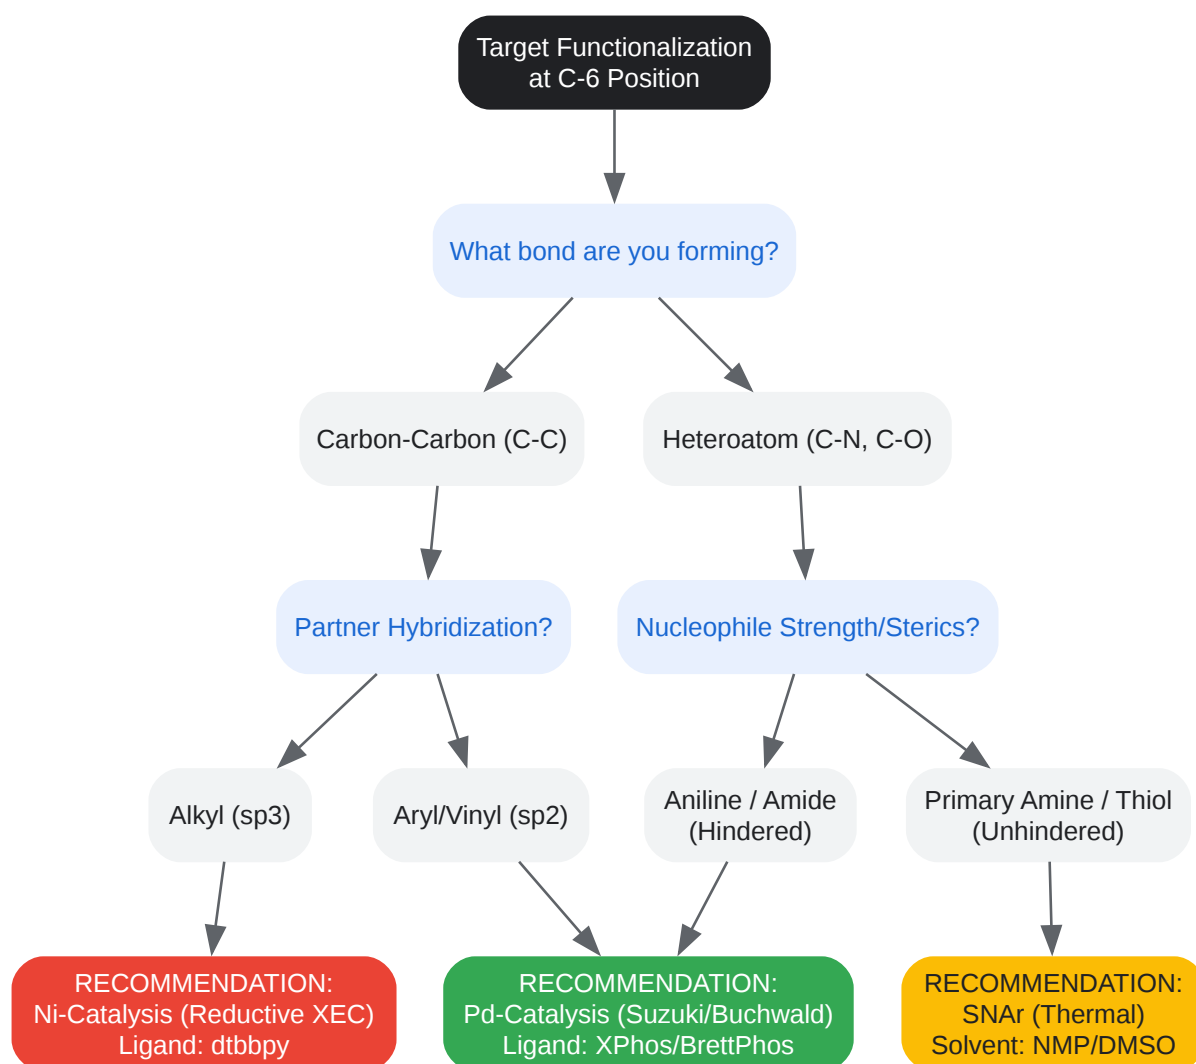 Target Functionalization
at C-6 Position
What bond are you forming?
Carbon-Carbon (C-C)
Heteroatom (C-N, C-O)
Partner Hybridization?
Nucleophile Strength/Sterics?
Alkyl (sp3)
Aryl/Vinyl (sp2)
Aniline / Amide
(Hindered)
Primary Amine / Thiol
(Unhindered)
RECOMMENDATION:
Ni-Catalysis (Reductive XEC)
Ligand: dtbbpy
RECOMMENDATION:
Pd-Catalysis (Suzuki/Buchwald)
Ligand: XPhos/BrettPhos
RECOMMENDATION:
SNAr (Thermal)
Solvent: NMP/DMSO